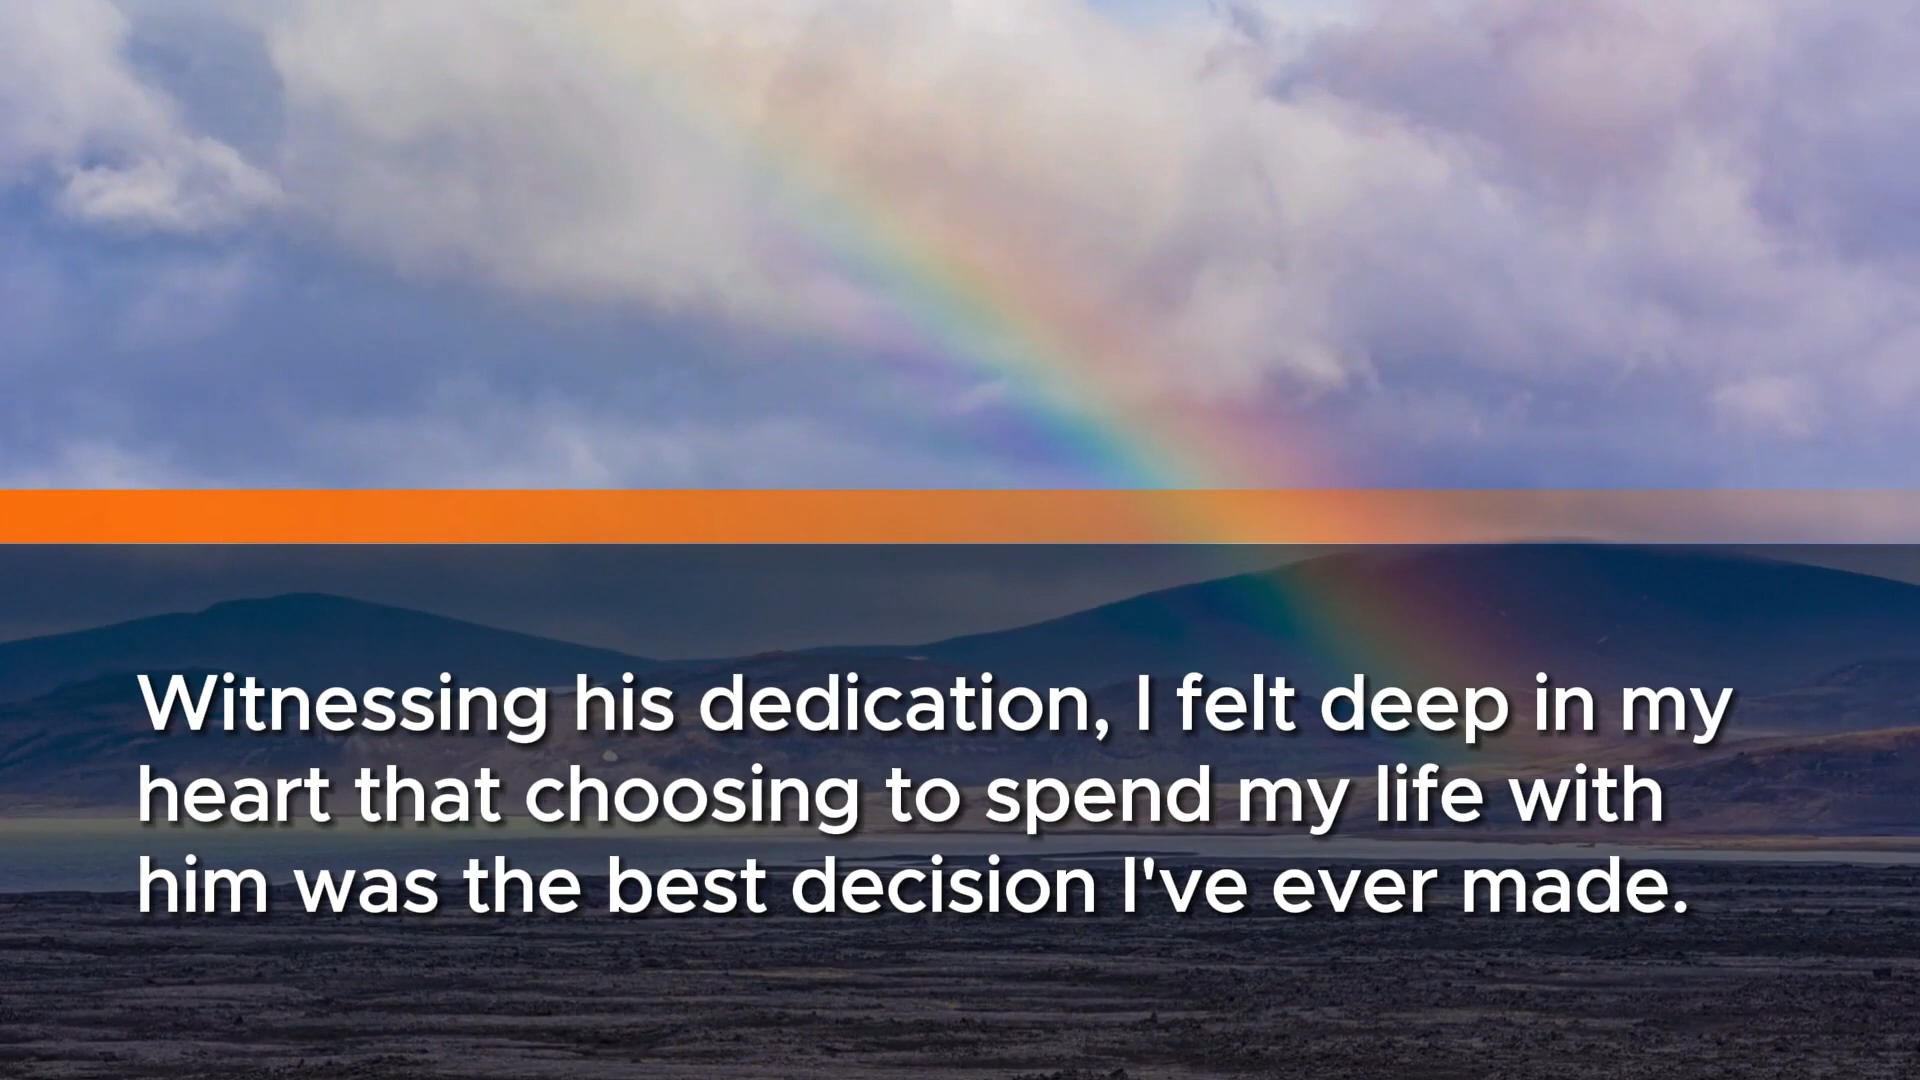 Witnessing his dedication, I felt deep in my
heart that choosing to spend my life with
him was the best decision I've ever made.